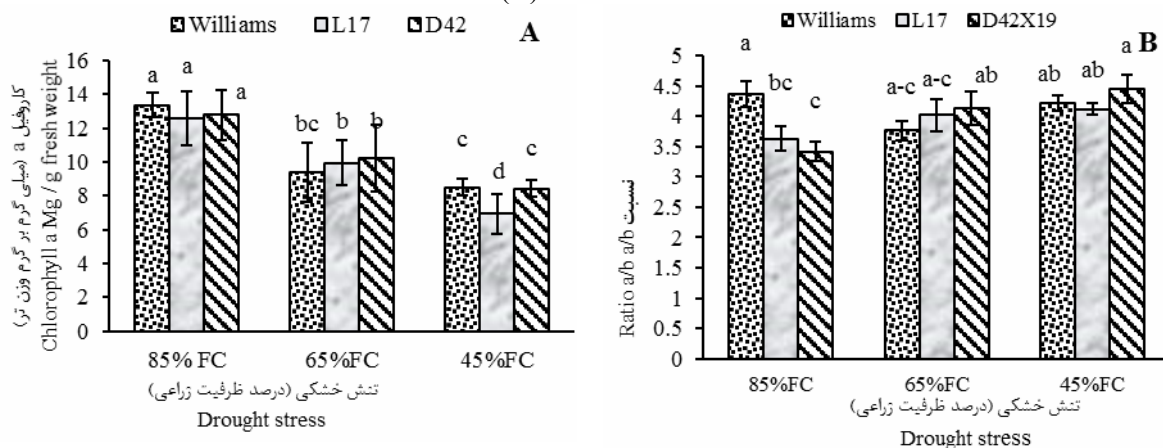 Williams L17 D42
A
16
14
12
10
8
6
4
2
0
a
a
a
bc
b
b
c
d
c
85% FC
65%FC
45%FC
کاروفیل a (میلی گرم بر گرم وزن تر)
Chlorophyll a Mg / g fresh weight
تنش خشکی (درصد ظرفیت زراعی)
Drought stress
Williams L17 D42X19
B
5
4.5
4
3.5
3
2.5
2
1.5
1
0.5
0
a
bc
c
a-c
a-c
ab
ab
ab
a
85%FC
65%FC
45%FC
Ratio a/b a/b نسبت
تنش خشکی (درصد ظرفیت زراعی)
Drought stress